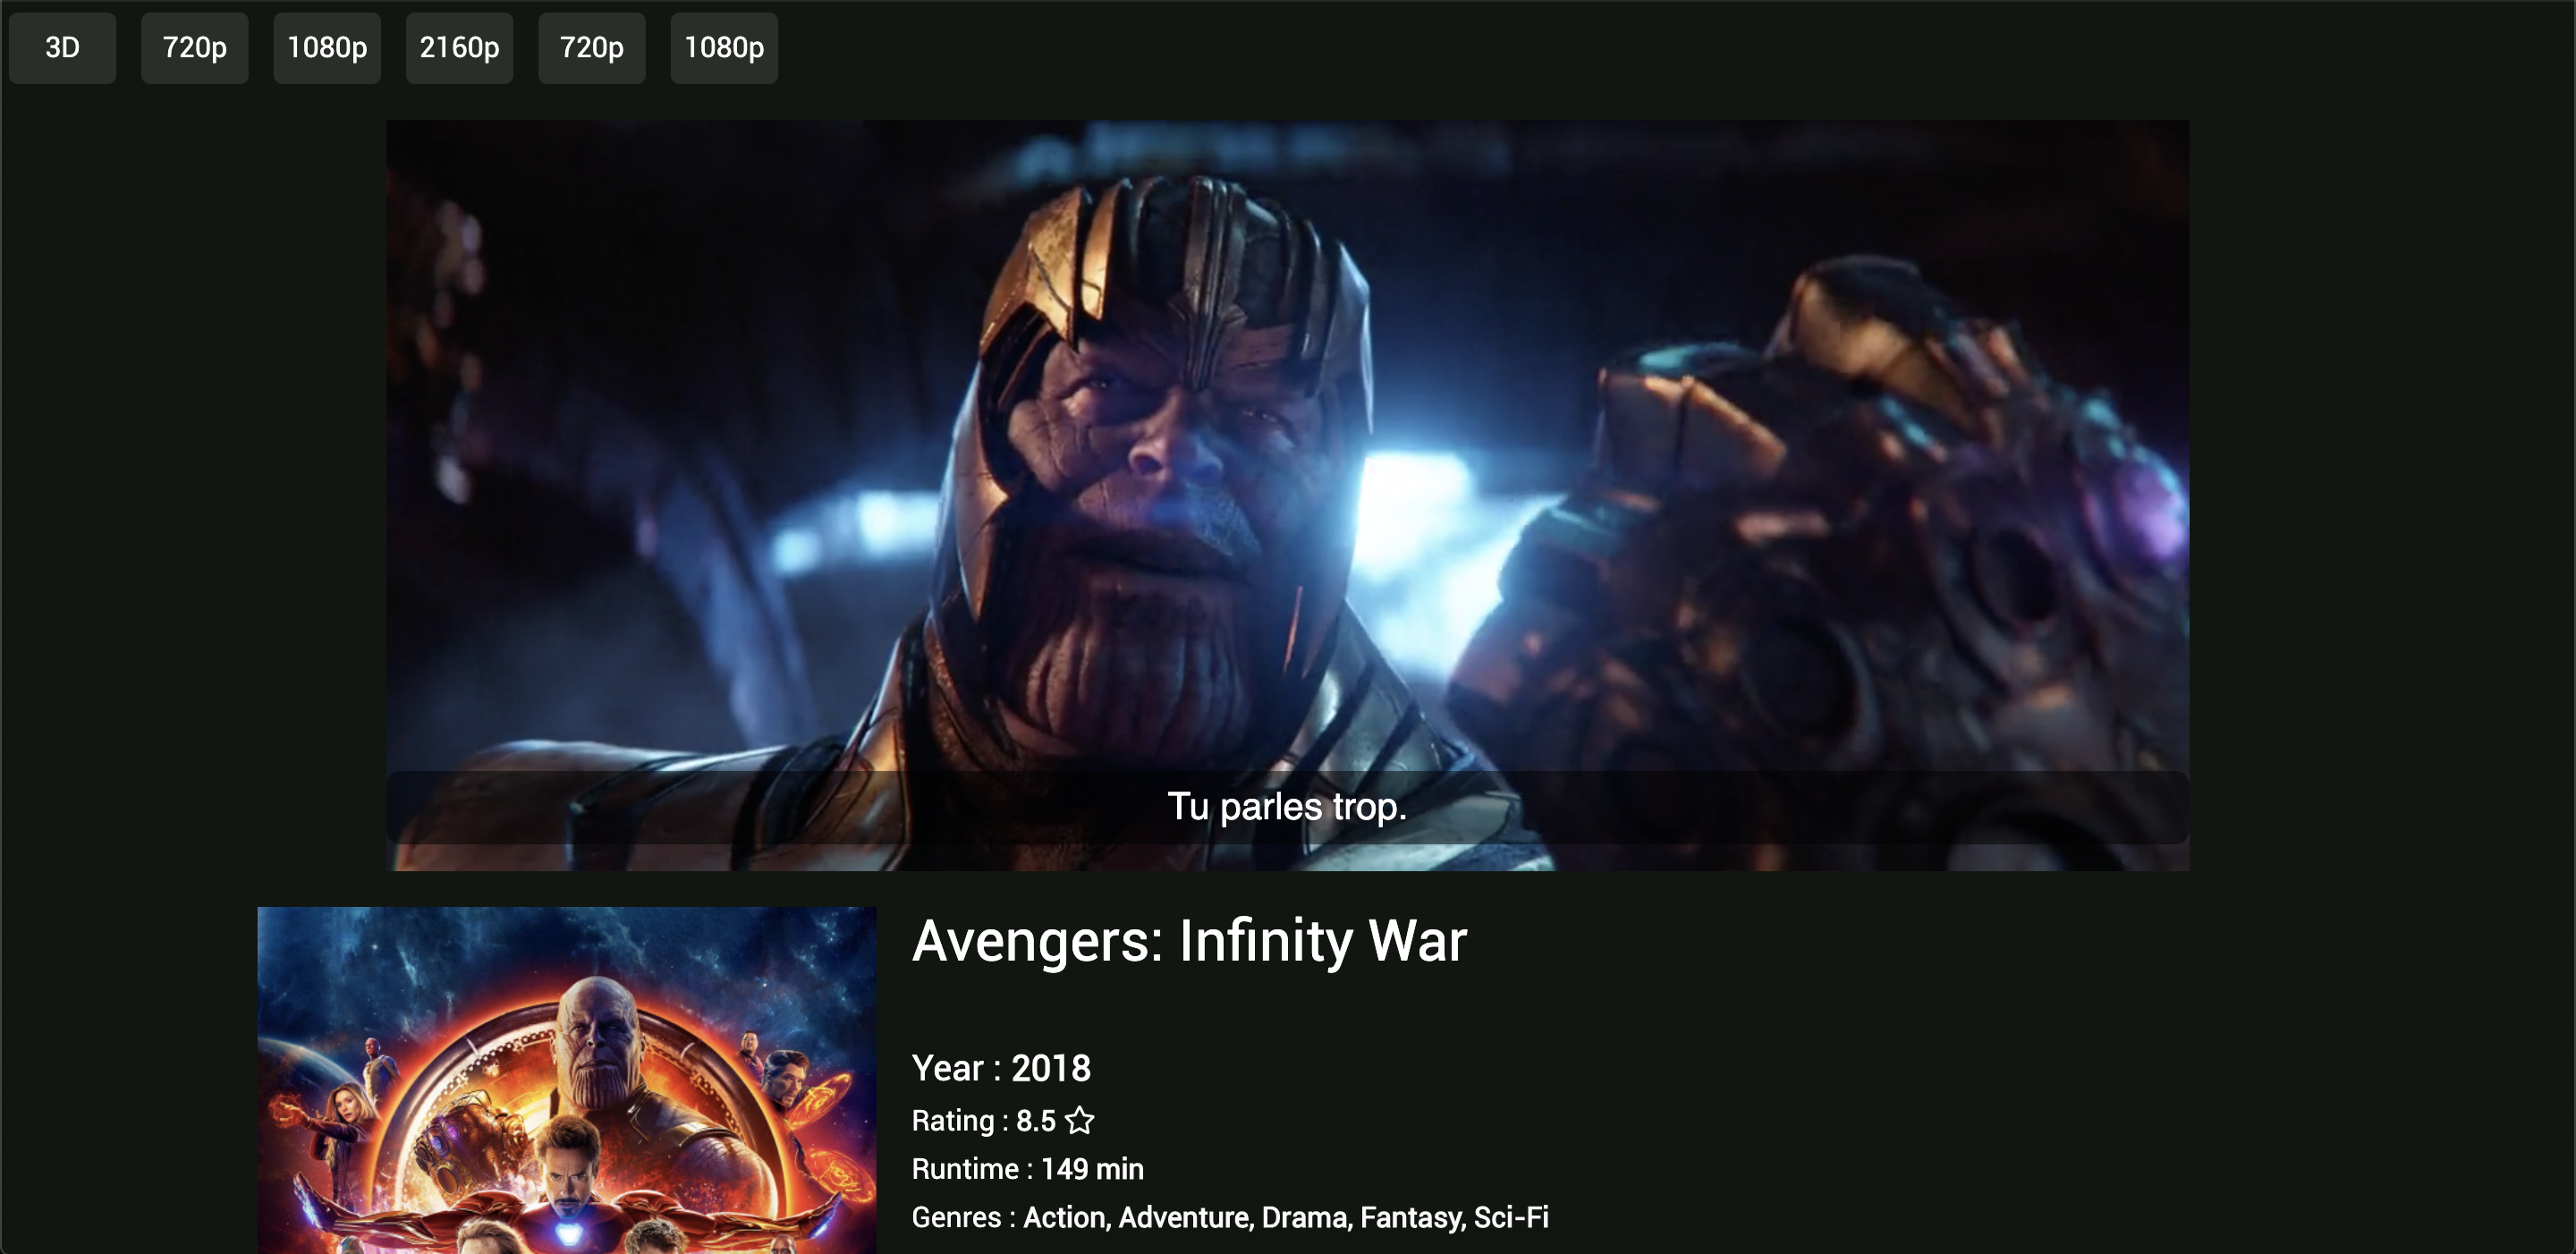 3D 720p 1080p 2160p 720p 1080p
Tu parles trop.
Avengers: Infinity War
Year : 2018
Rating : 8.5
Runtime : 149 min
Genres : Action, Adventure, Drama, Fantasy, Sci-Fi